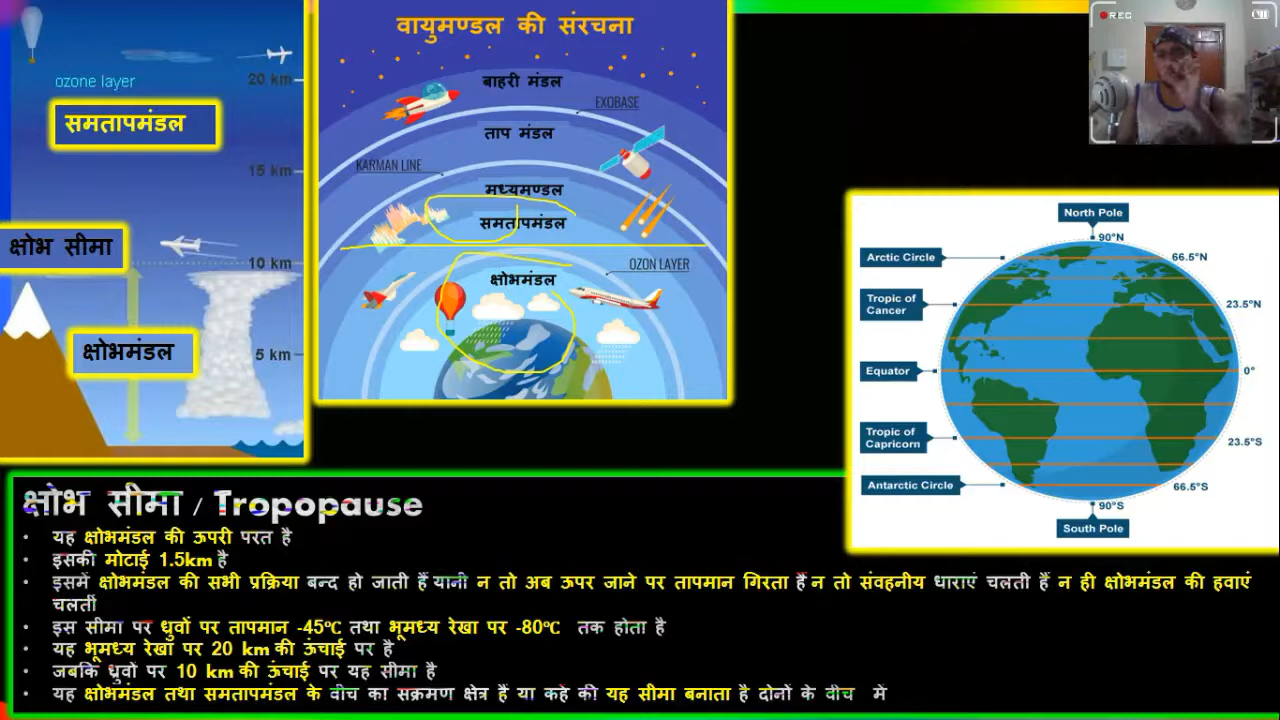 ozone layer
20 km
समतापमंडल
15 km
क्षोभ सीमा
10 km
क्षोभमंडल
5 km
वायुमण्डल की संरचना
बाहरी मंडल
EXOBASE
ताप मंडल
KARMAN LINE
मध्यमण्डल
समतापमंडल
OZON LAYER
क्षोभमंडल
REC
North Pole
90°N
Arctic Circle
66.5°N
Tropic of
Cancer
23.5°N
Equator
0°
Tropic of
Capricorn
23.5°S
Antarctic Circle
66.5°S
90°S
South Pole
क्षोभ सीमा / Tropopause
• यह क्षोभमंडल की ऊपरी परत है
• इसकी मोटाई 1.5km है
• इसमें क्षोभमंडल की सभी प्रक्रिया बन्द हो जाती हैं यानी न तो अब ऊपर जाने पर तापमान गिरता हैं न तो संवहनीय धाराएं चलती हैं न ही क्षोभमंडल की हवाएं
चलतीं
• इस सीमा पर ध्रुवों पर तापमान -45℃ तथा भूमध्य रेखा पर -80℃ तक होता है
• यह भूमध्य रेखा पर 20 km की ऊंचाई पर है
• जबकि ध्रुवों पर 10 km की ऊंचाई पर यह सीमा है
• यह क्षोभमंडल तथा समतापमंडल के वीच का सक्रमण क्षेत्र हैं या कहे की यह सीमा बनाता है दोनों के वीच में